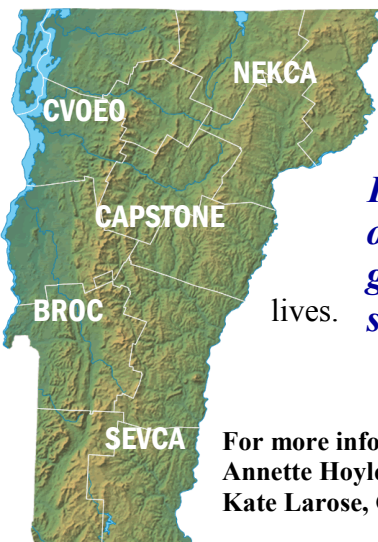 NEKCA
CVOEO
CAPSTONE
BROC
lives.
SEVCA
For more info
Annette Hoyle
Kate Larose,